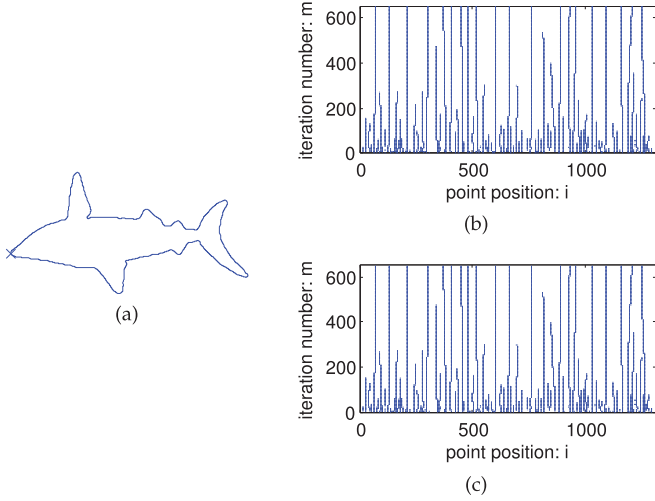 iteration number: m
600
400
200
0
0 500 1000
point position: i
(b)
(a)
iteration number: m
600
400
200
0
0 500 1000
point position: i
(c)